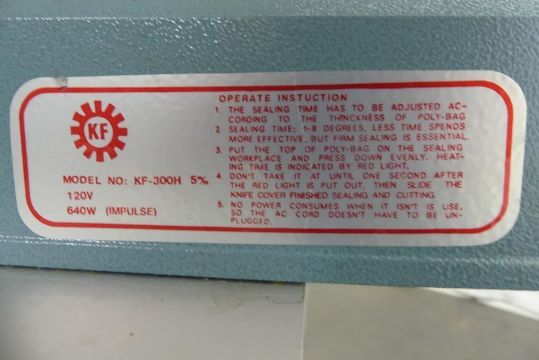 KF
MODEL NO: KF-300H 5‰
120V
640W (IMPULSE)
OPERATE INSTUCTION
1. THE SEALING TIME HAS TO BE ADJUSTED AC-
CORDING TO THE THINCKNESS OF POLY-BAG
2. SEALING TIME: 1-8 DEGREES, LESS TIME SPENDS
MORE EFFECTIVE, BUT FIRM SEALING IS ESSENTIAL.
3. PUT THE TOP OF POLY-BAG ON THE SEALING
WORKPLACE AND PRESS DOWN EVENLY. HEAT-
ING TIME IS INDICATED BY RED LIGHT.
4. DON'T TAKE IT AT UNTIL ONE SECOND AFTER
THE RED LIGHT IS PUT OUT. THEN SLIDE THE
KNIFE COVER FINISHED SEALING AND CUTTING.
5. NO POWER CONSUMES WHEN IT ISN'T IS USE,
SO THE AC CORD DOESN'T HAVE TO BE UN-
PLUGGED.